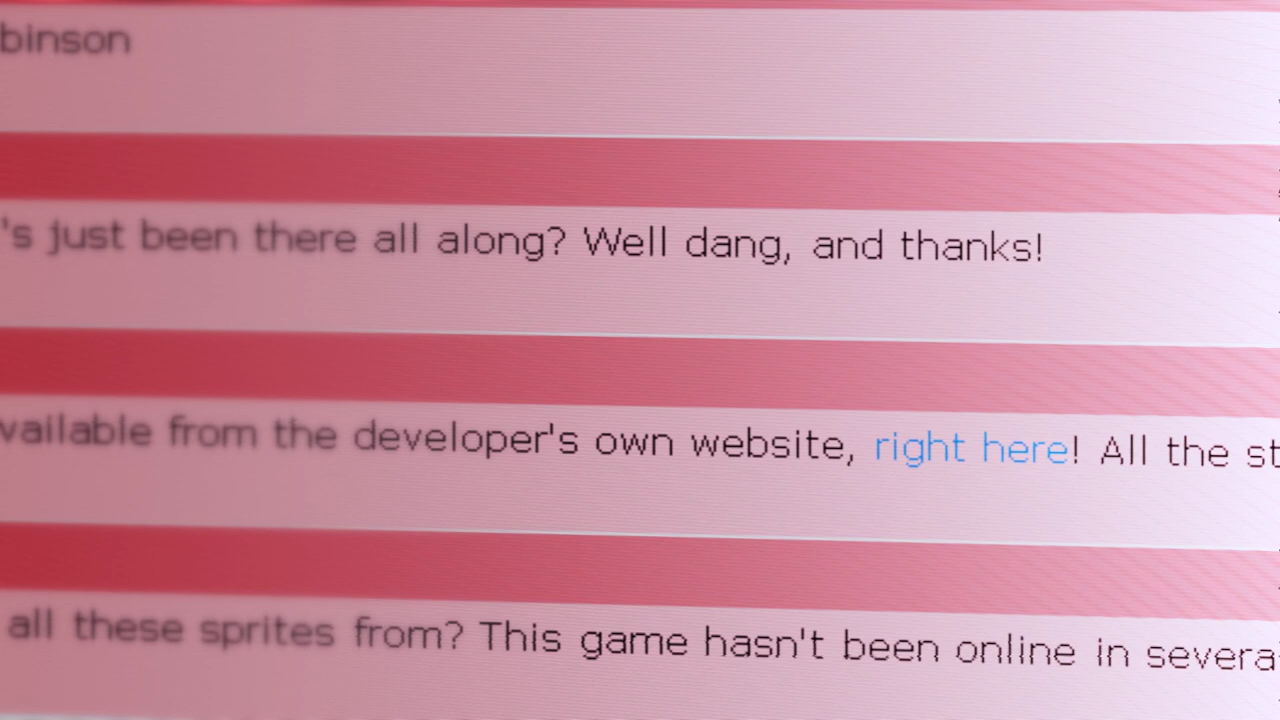 binson
's just been there all along? Well dang, and thanks!
vailable from the developer's own website, right here! All the st
all these sprites from? This game hasn't been online in severa